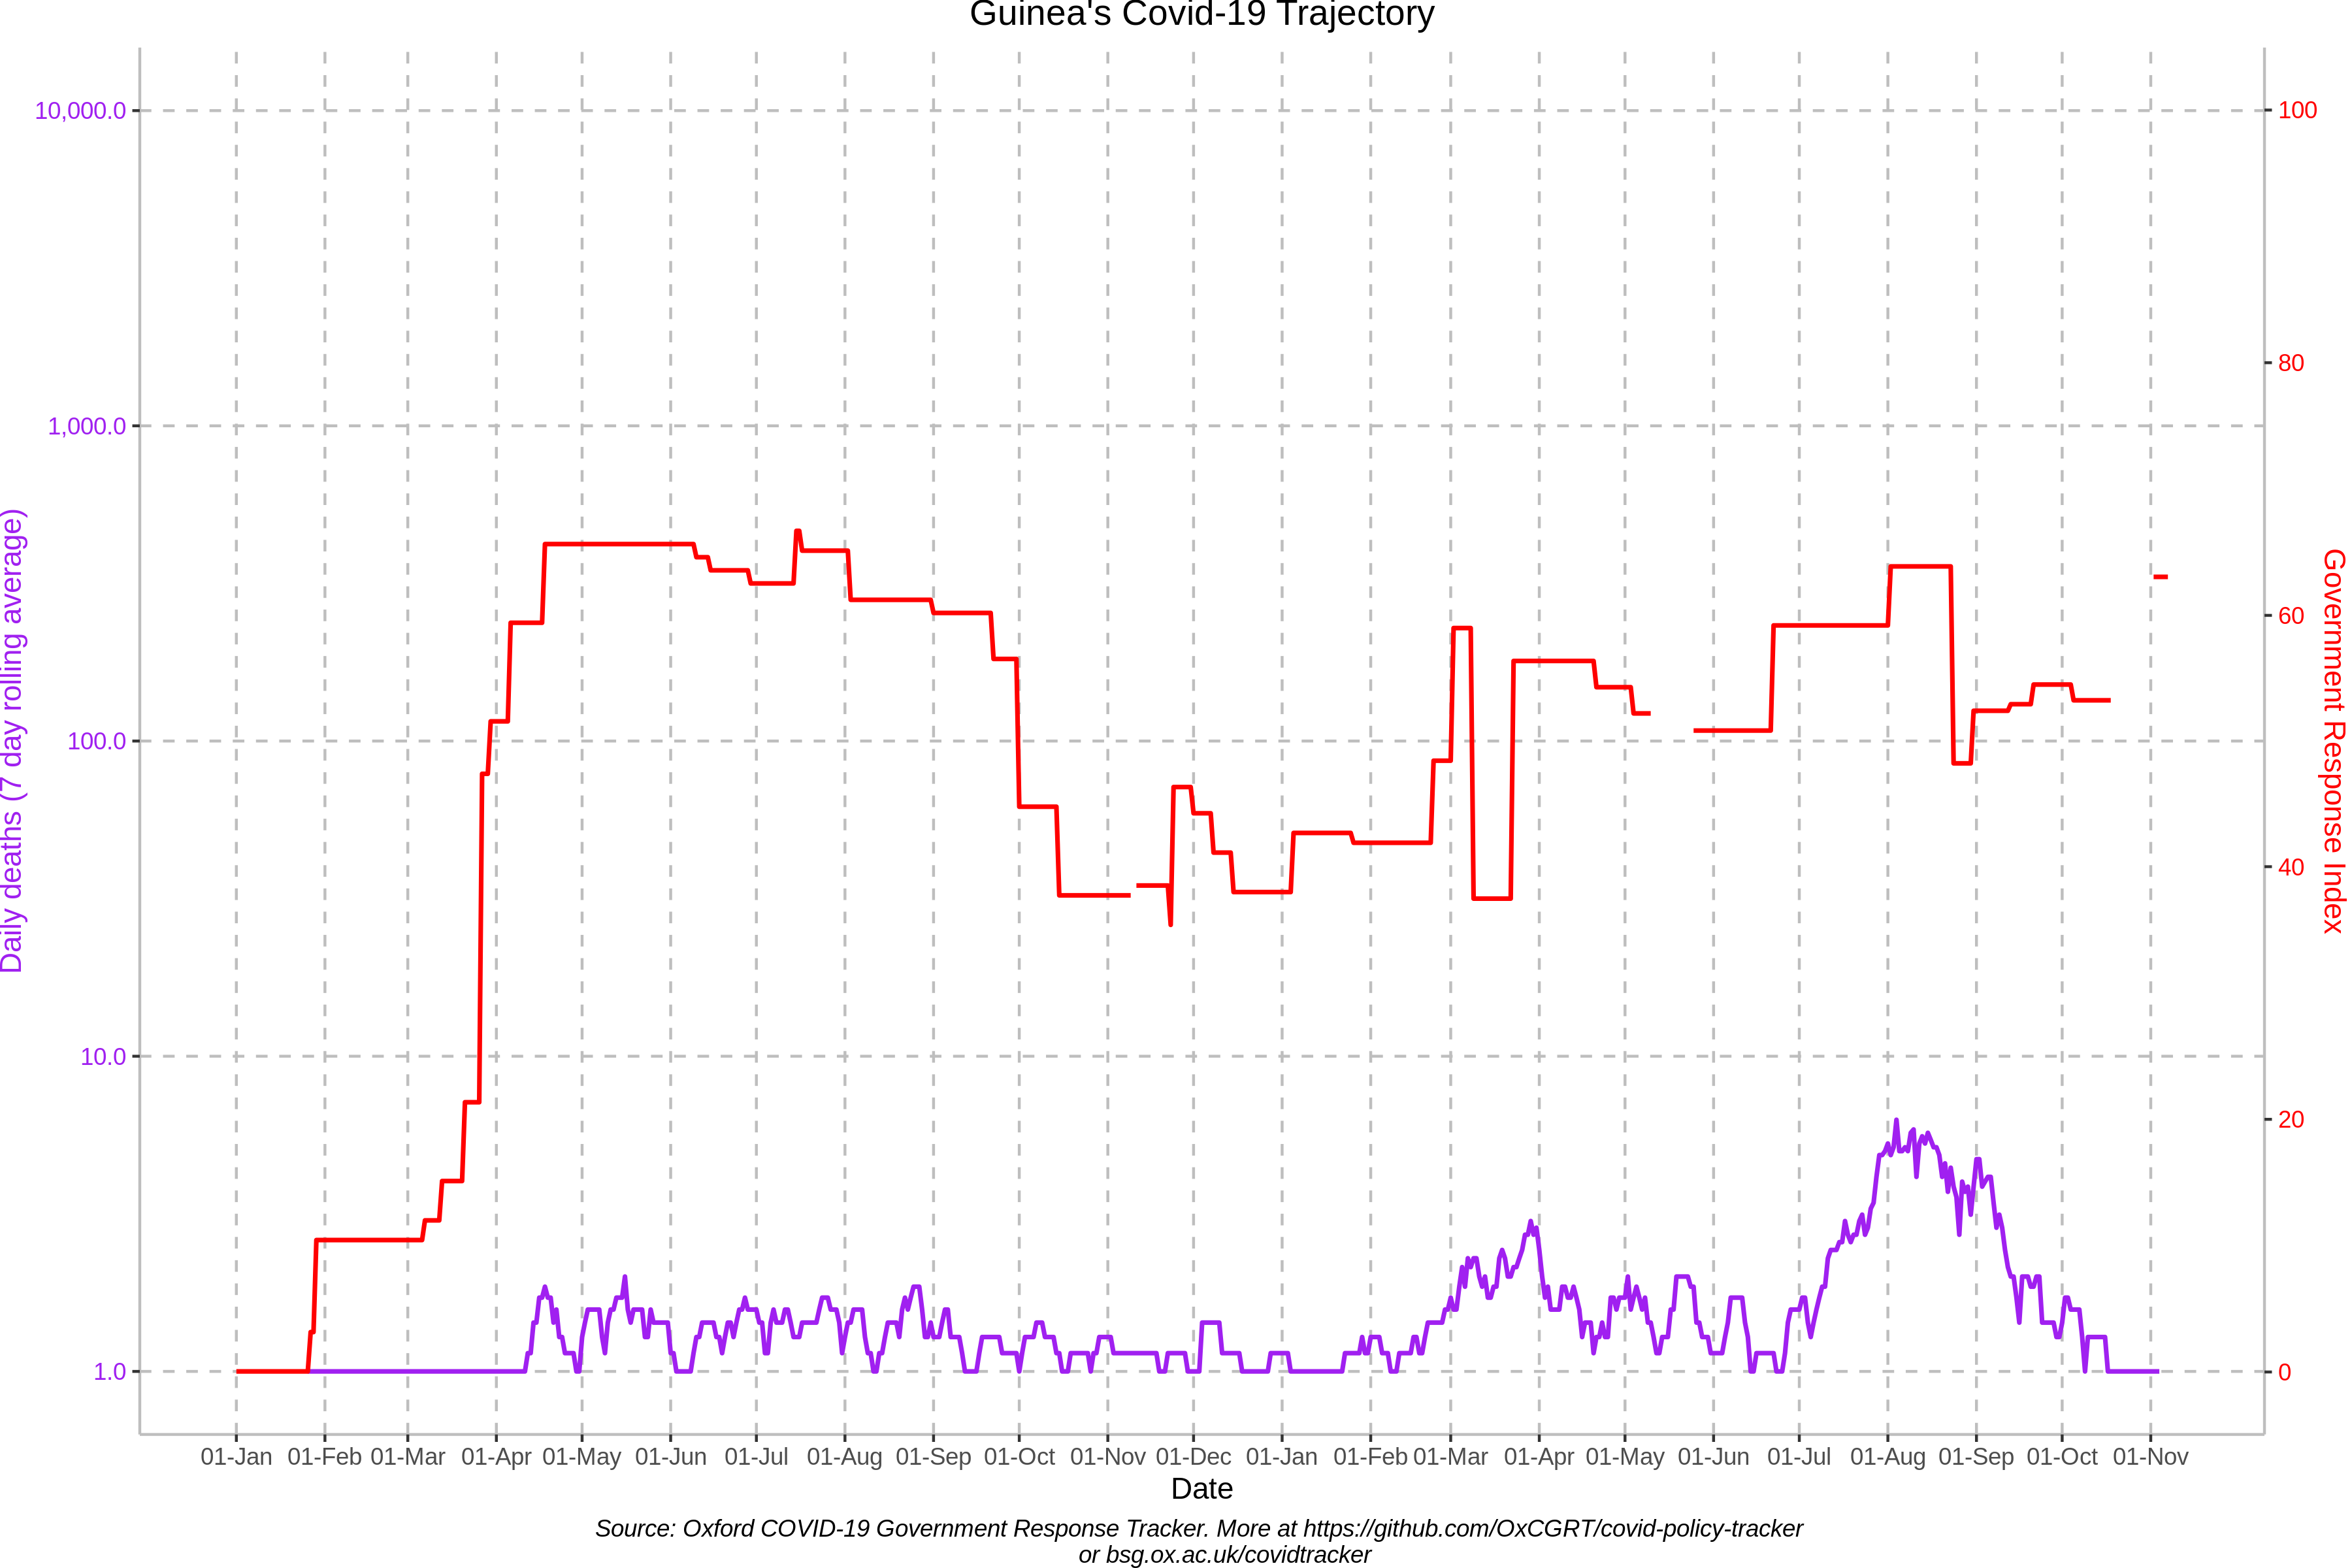 Guinea's Covid-19 Trajectory
10,000.0
1,000.0
100.0
10.0
1.0
Daily deaths (7 day rolling average)
100
80
60
40
20
0
Government Response Index
01-Jan 01-Feb 01-Mar 01-Apr 01-May 01-Jun 01-Jul 01-Aug 01-Sep 01-Oct 01-Nov 01-Dec 01-Jan 01-Feb 01-Mar 01-Apr 01-May 01-Jun 01-Jul 01-Aug 01-Sep 01-Oct 01-Nov
Date
Source: Oxford COVID-19 Government Response Tracker. More at https://github.com/OxCGRT/covid-policy-tracker
or bsg.ox.ac.uk/covidtracker